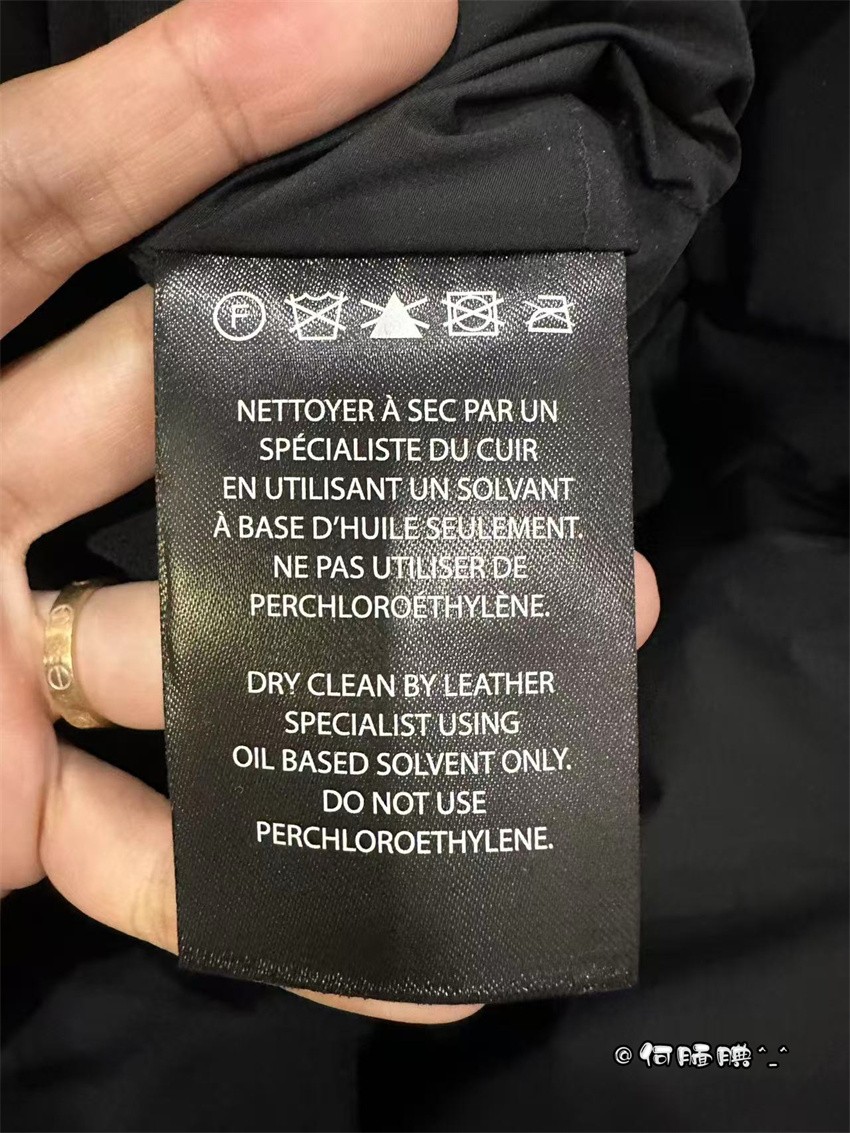 F
NETTOYER À SEC PAR UN
SPÉCIALISTE DU CUIR
EN UTILISANT UN SOLVANT
À BASE D'HUILE SEULEMENT.
NE PAS UTILISER DE
PERCHLOROETHYLÈNE.
DRY CLEAN BY LEATHER
SPECIALIST USING
OIL BASED SOLVENT ONLY.
DO NOT USE
PERCHLOROETHYLENE.